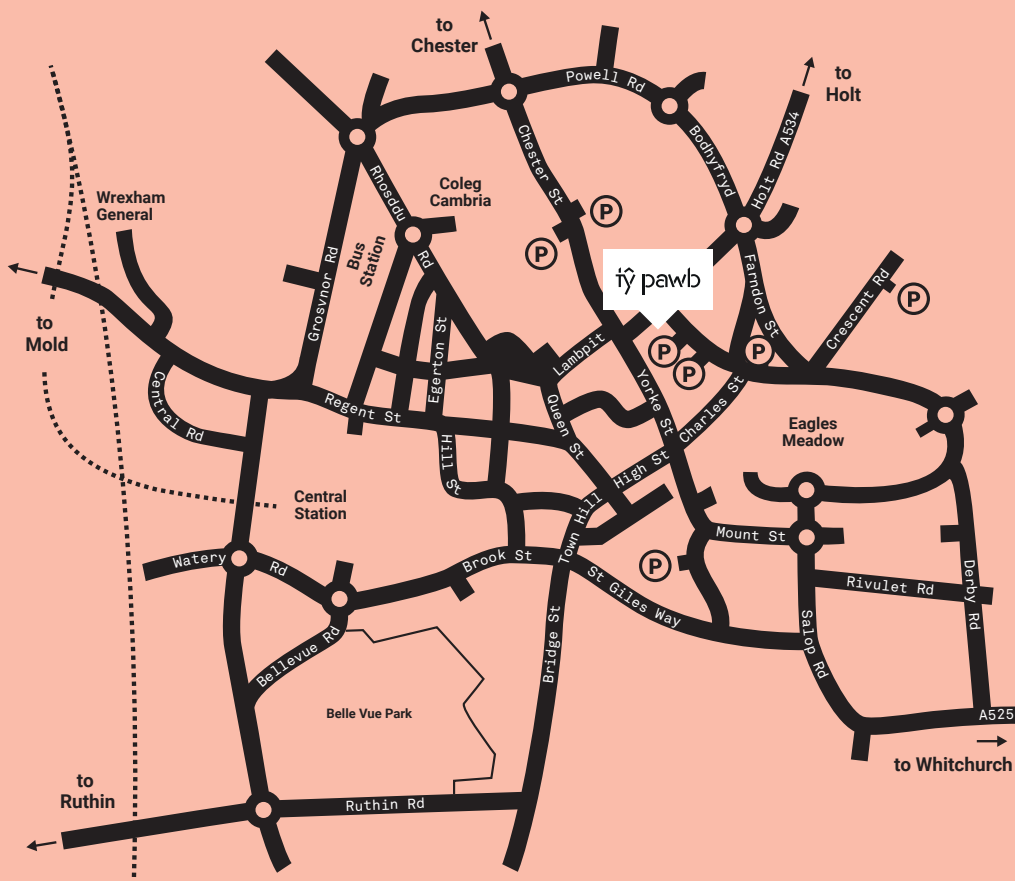 to
Chester
Powell Rd
to
Holt
Chester St
Bodhyfryd
Holt Rd A534
Rhosddu
Rd
Coleg
Cambria
Wrexham
General
P
P
Bus
Station
Grosvnor Rd
tŷ pawb
Farndon St
Crescent Rd
P
to
Mold
Egerton St
Lambpit
P
P
P
Central Rd
Regent St
Queen St
Yorke St
Charles St
Eagles
Meadow
Hill
St
High St
Central
Station
Town Hill
Mount St
Watery
Rd
Brook St
P
St Giles Way
Rivulet Rd
Derby Rd
Bellevue Rd
Bridge St
Salop Rd
Belle Vue Park
A525
to Whitchurch
to
Ruthin
Ruthin Rd